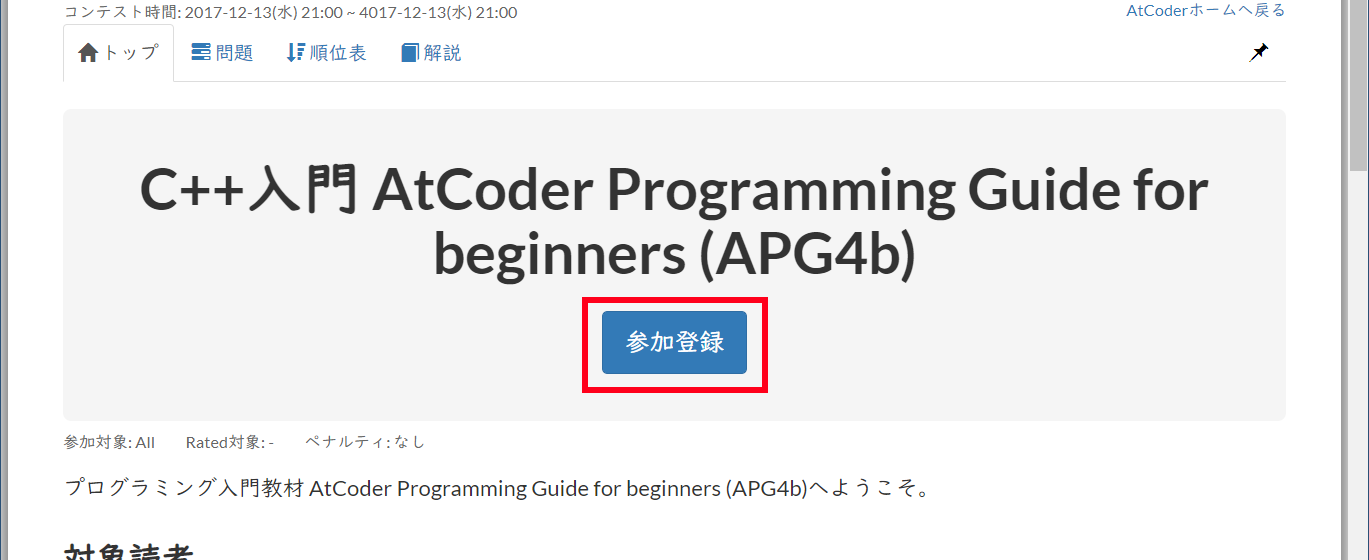 コンテスト時間: 2017-12-13(水) 21:00 ~ 4017-12-13(水) 21:00
AtCoderホームへ戻る
トップ 問題 順位表 解説
C++入門 AtCoder Programming Guide for
beginners (APG4b)
参加登録
参加対象: All Rated対象: - ペナルティ: なし
プログラミング入門教材 AtCoder Programming Guide for beginners (APG4b)へようこそ。
対象読者